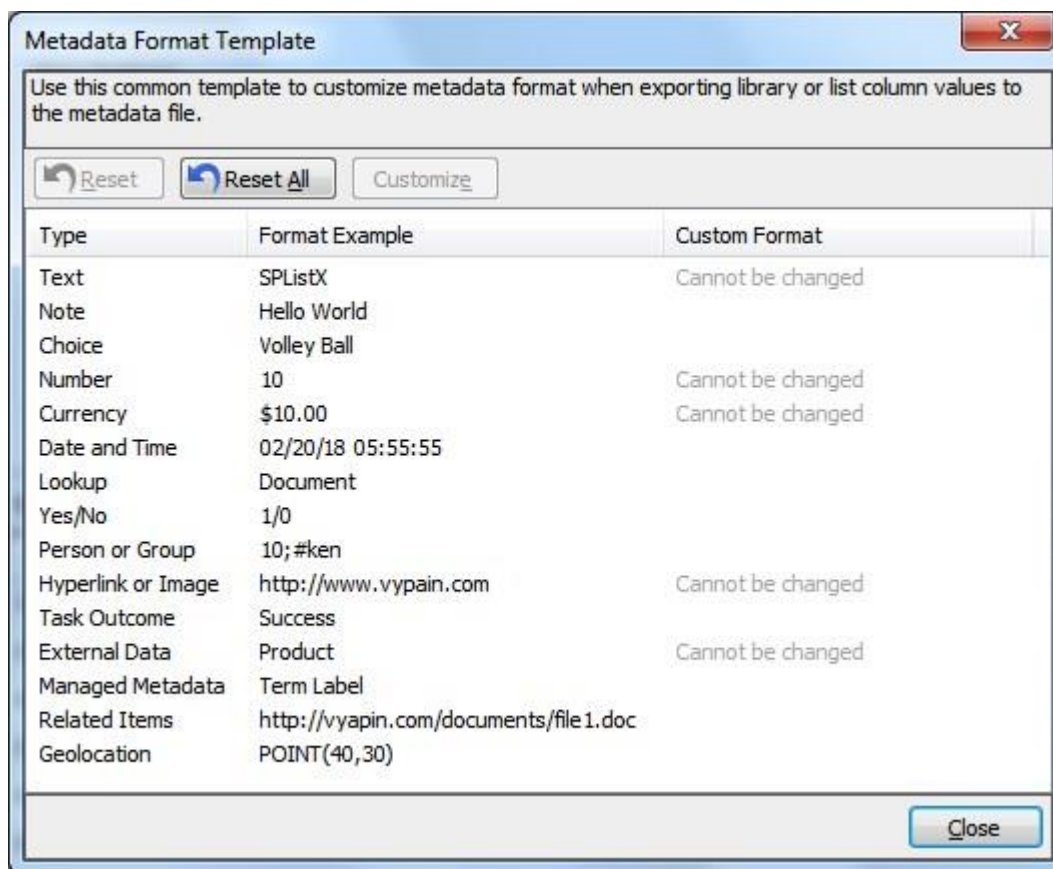 Metadata Format Template
Use this common template to customize metadata format when exporting library or list column values to
the metadata file.
Reset Reset All Customize
Type Format Example Custom Format
Text SPListX Cannot be changed
Note Hello World
Choice Volley Ball
Number 10 Cannot be changed
Currency $10.00 Cannot be changed
Date and Time 02/20/18 05:55:55
Lookup Document
Yes/No 1/0
Person or Group 10;#ken
Hyperlink or Image http://www.vypain.com Cannot be changed
Task Outcome Success
External Data Product Cannot be changed
Managed Metadata Term Label
Related Items http://vyapin.com/documents/file1.doc
Geolocation POINT(40,30)
Close